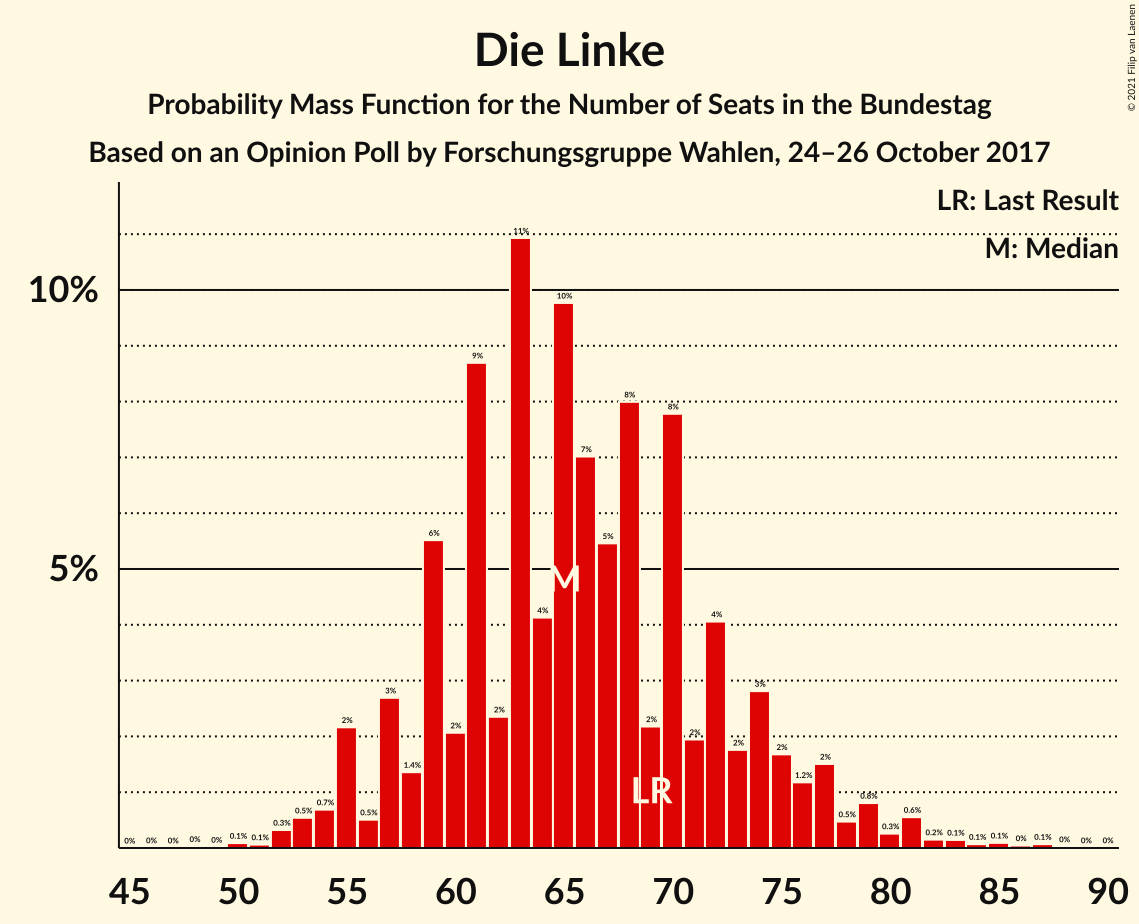 © 2021 Filip van Laenen
Die Linke
Probability Mass Function for the Number of Seats in the Bundestag
Based on an Opinion Poll by Forschungsgruppe Wahlen, 24–26 October 2017
LR: Last Result
M: Median
10%
5%
0% 0% 0% 0% 0% 0.1% 0.1% 0.3% 0.5% 0.7% 2% 0.5% 3% 1.4% 6% 2% 9% 2% 11% 4% 10% 7% 5% 8% 2% 8% 2% 4% 2% 3% 2% 1.2% 2% 0.5% 0.8% 0.3% 0.6% 0.2% 0.1% 0.1% 0.1% 0% 0.1% 0% 0% 0%
M
LR
45 50 55 60 65 70 75 80 85 90